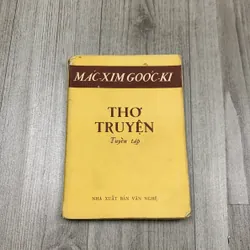 MÁC-XIM GOÓC-KI
THƠ
TRUYỆN
Tuyển tập
NHÀ XUẤT BẢN VĂN NGHỆ